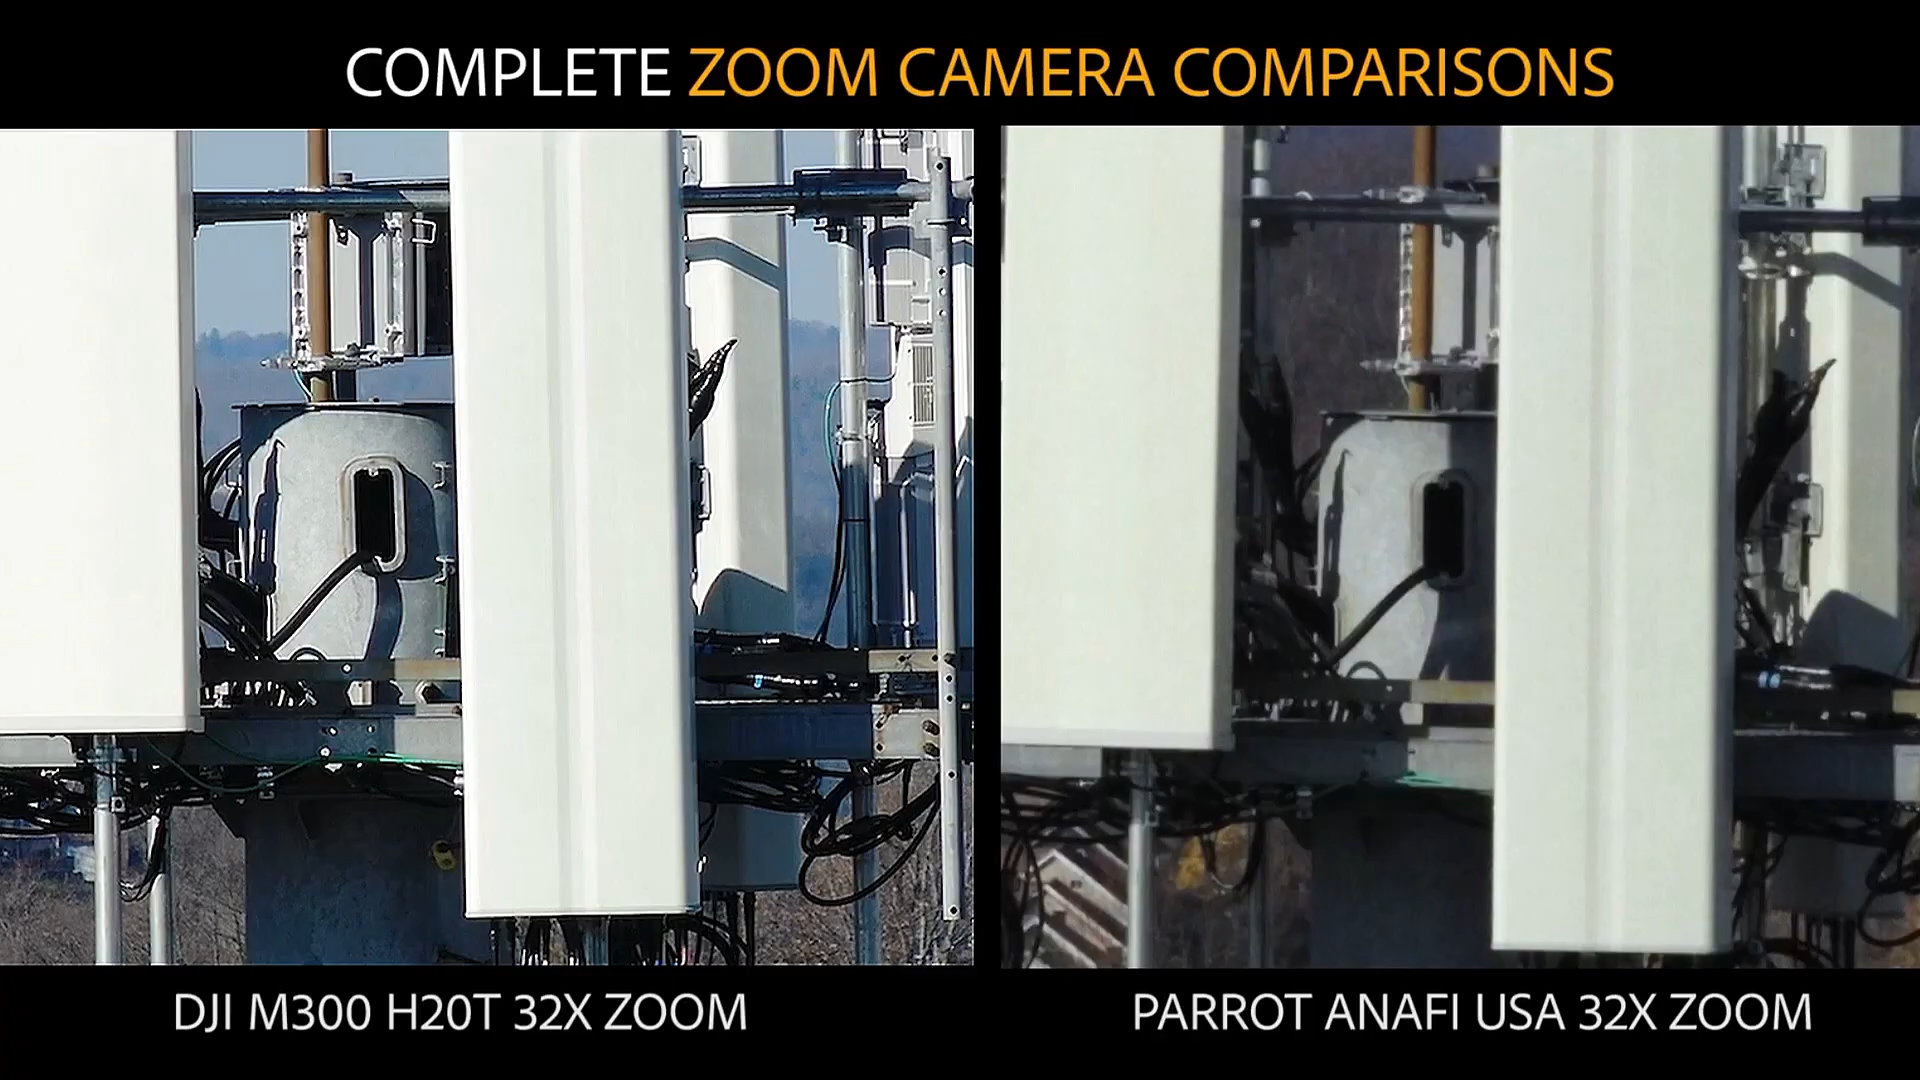 COMPLETE ZOOM CAMERA COMPARISONS
DJI M300 H20T 32X ZOOM
PARROT ANAFI USA 32X ZOOM